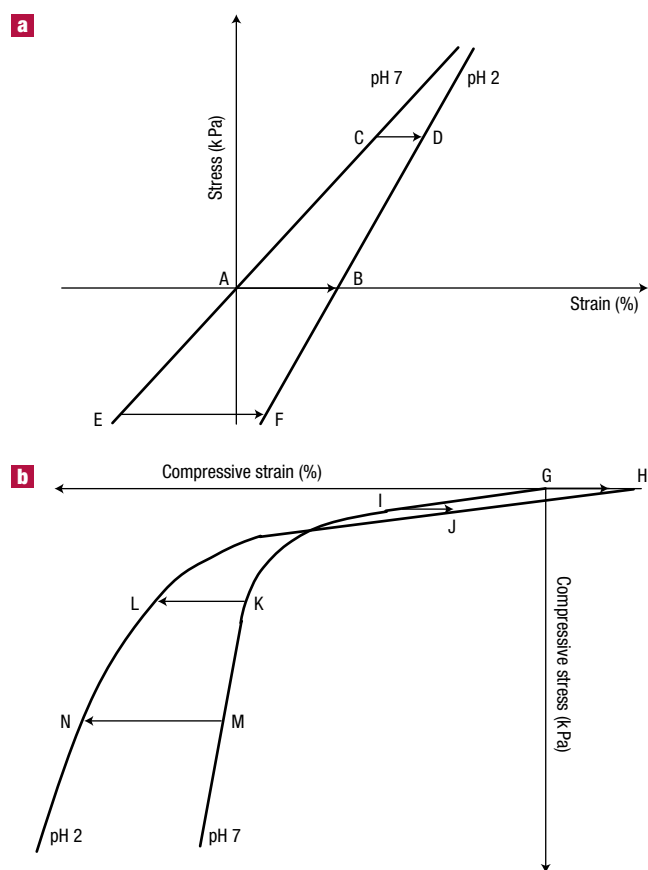 a
pH 7
pH 2
C
D
Stress (kPa)
A
B
Strain (%)
E
F
b
Compressive strain (%)
G
H
I
J
L
K
Compressive stress (kPa)
N
M
pH 2
pH 7